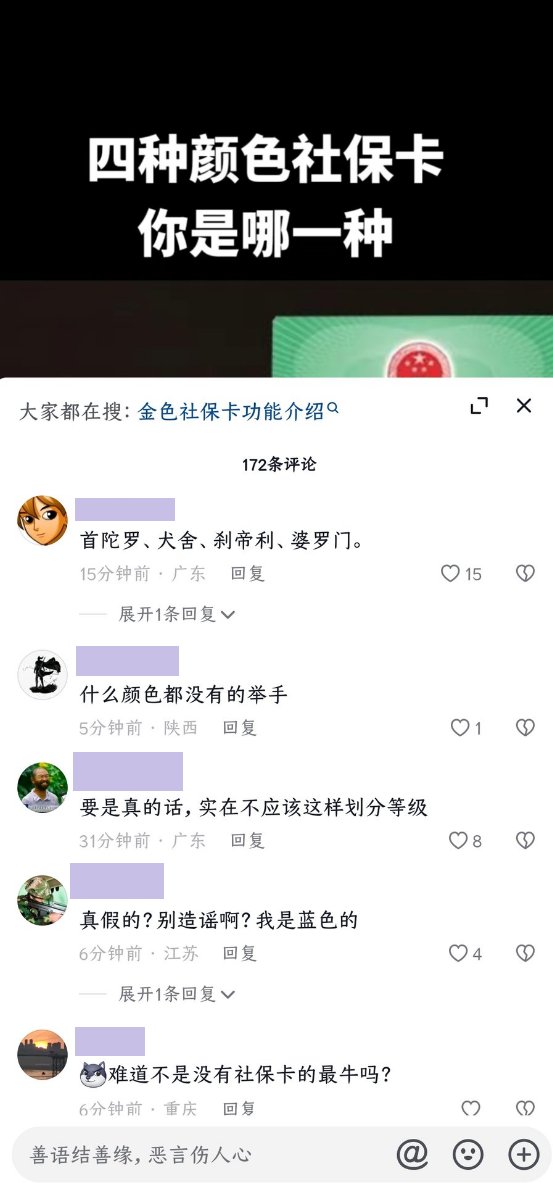 四种颜色社保卡
你是哪一种
大家都在搜：金色社保卡功能介绍
172条评论
首陀罗、犬舍、刹帝利、婆罗门。
15分钟前 · 广东 回复 15
展开1条回复
什么颜色都没有的举手
5分钟前 · 陕西 回复 1
要是真的话，实在不应该这样划分等级
31分钟前 · 广东 回复 8
真假的？别造谣啊？我是蓝色的
6分钟前 · 江苏 回复 4
展开1条回复
难道不是没有社保卡的最牛吗？
6分钟前 · 重庆 回复
善语结善缘，恶言伤人心 @